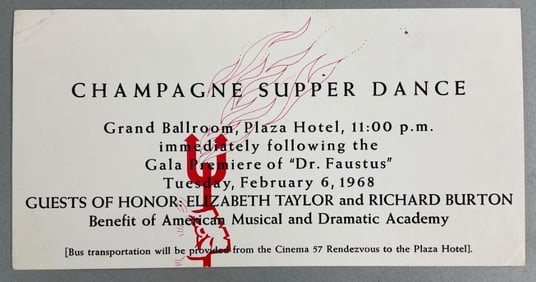 CHAMPAGNE SUPPER DANCE
Grand Ballroom, Plaza Hotel, 11:00 p.m.
immediately following the
Gala Premiere of "Dr. Faustus"
Tuesday, February 6, 1968
GUESTS OF HONOR: ELIZABETH TAYLOR and RICHARD BURTON
Benefit of American Musical and Dramatic Academy
[Bus transportation will be provided from the Cinema 57 Rendezvous to the Plaza Hotel].